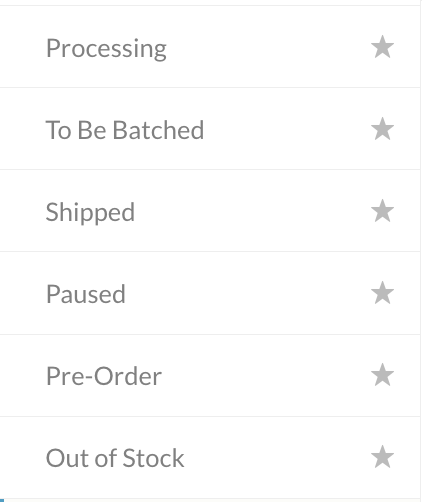 Processing
To Be Batched
Shipped
Paused
Pre-Order
Out of Stock